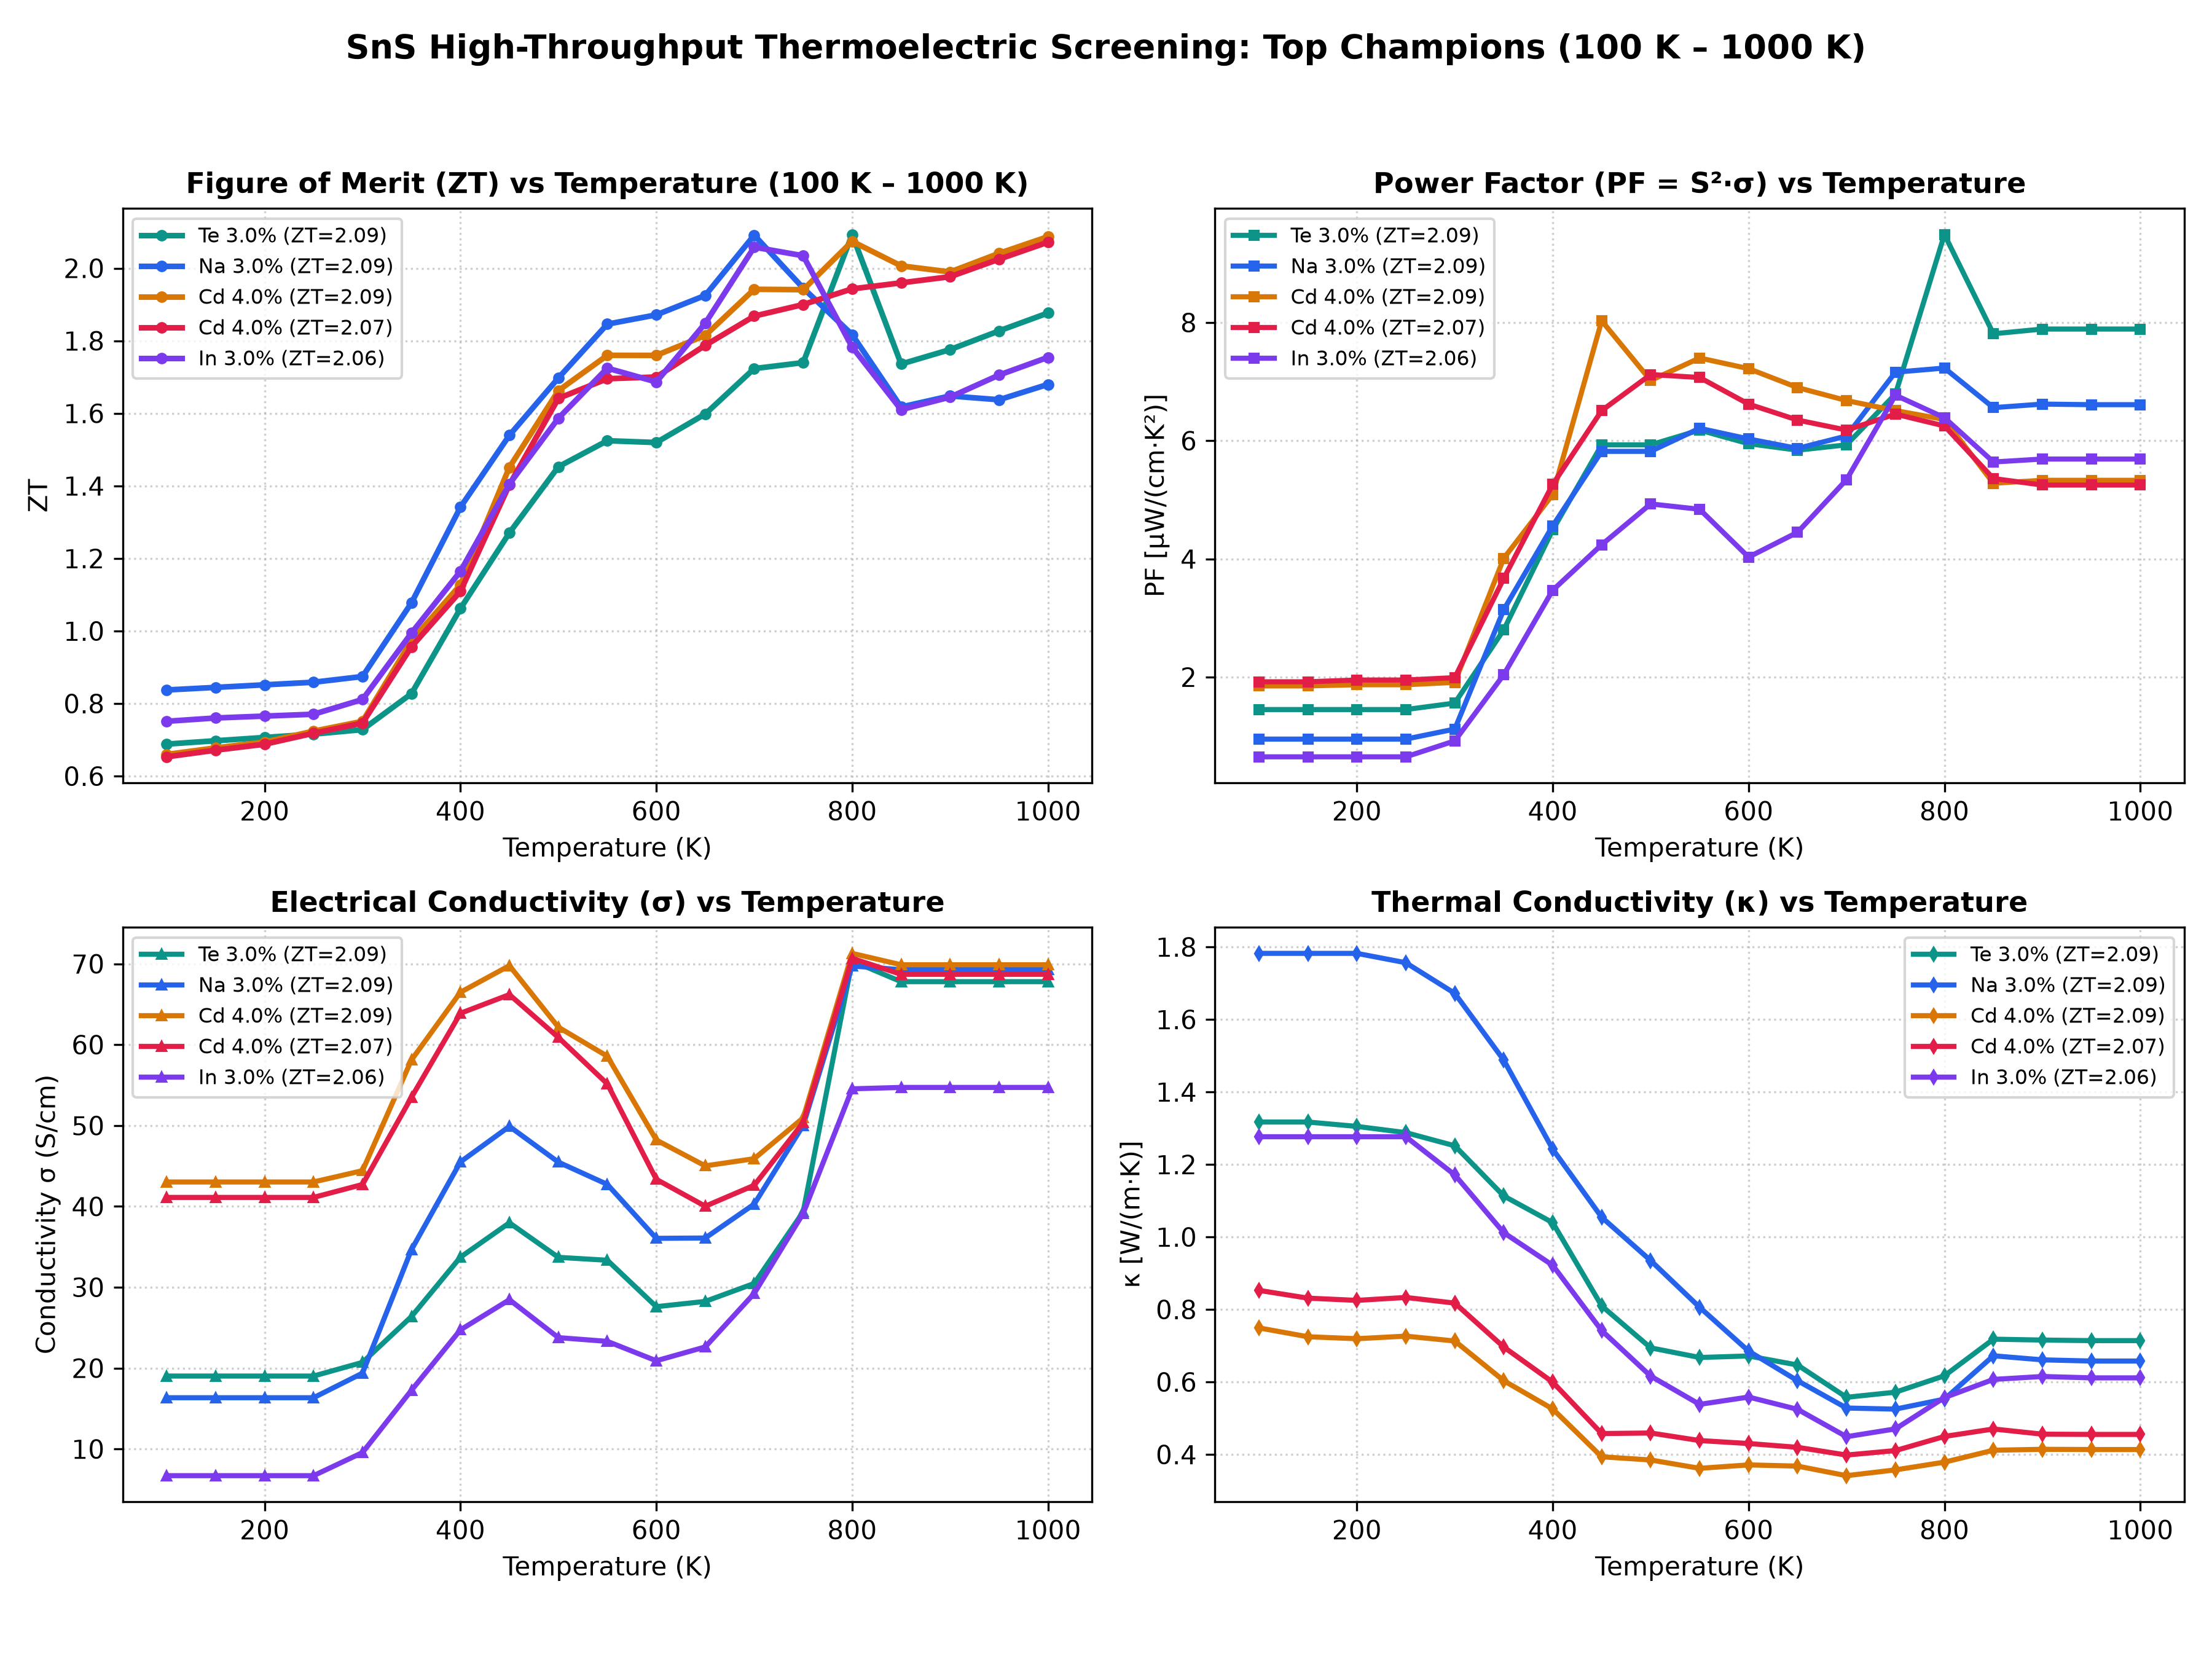 SnS High-Throughput Thermoelectric Screening: Top Champions (100 K – 1000 K)
Figure of Merit (ZT) vs Temperature (100 K – 1000 K)
Te 3.0% (ZT=2.09)
Na 3.0% (ZT=2.09)
Cd 4.0% (ZT=2.09)
Cd 4.0% (ZT=2.07)
In 3.0% (ZT=2.06)
ZT
2.0
1.8
1.6
1.4
1.2
1.0
0.8
0.6
200 400 600 800 1000
Temperature (K)
Power Factor (PF = S²·σ) vs Temperature
Te 3.0% (ZT=2.09)
Na 3.0% (ZT=2.09)
Cd 4.0% (ZT=2.09)
Cd 4.0% (ZT=2.07)
In 3.0% (ZT=2.06)
PF [μW/(cm·K²)]
8
6
4
2
200 400 600 800 1000
Temperature (K)
Electrical Conductivity (σ) vs Temperature
Te 3.0% (ZT=2.09)
Na 3.0% (ZT=2.09)
Cd 4.0% (ZT=2.09)
Cd 4.0% (ZT=2.07)
In 3.0% (ZT=2.06)
Conductivity σ (S/cm)
70
60
50
40
30
20
10
200 400 600 800 1000
Temperature (K)
Thermal Conductivity (κ) vs Temperature
Te 3.0% (ZT=2.09)
Na 3.0% (ZT=2.09)
Cd 4.0% (ZT=2.09)
Cd 4.0% (ZT=2.07)
In 3.0% (ZT=2.06)
κ [W/(m·K)]
1.8
1.6
1.4
1.2
1.0
0.8
0.6
0.4
200 400 600 800 1000
Temperature (K)